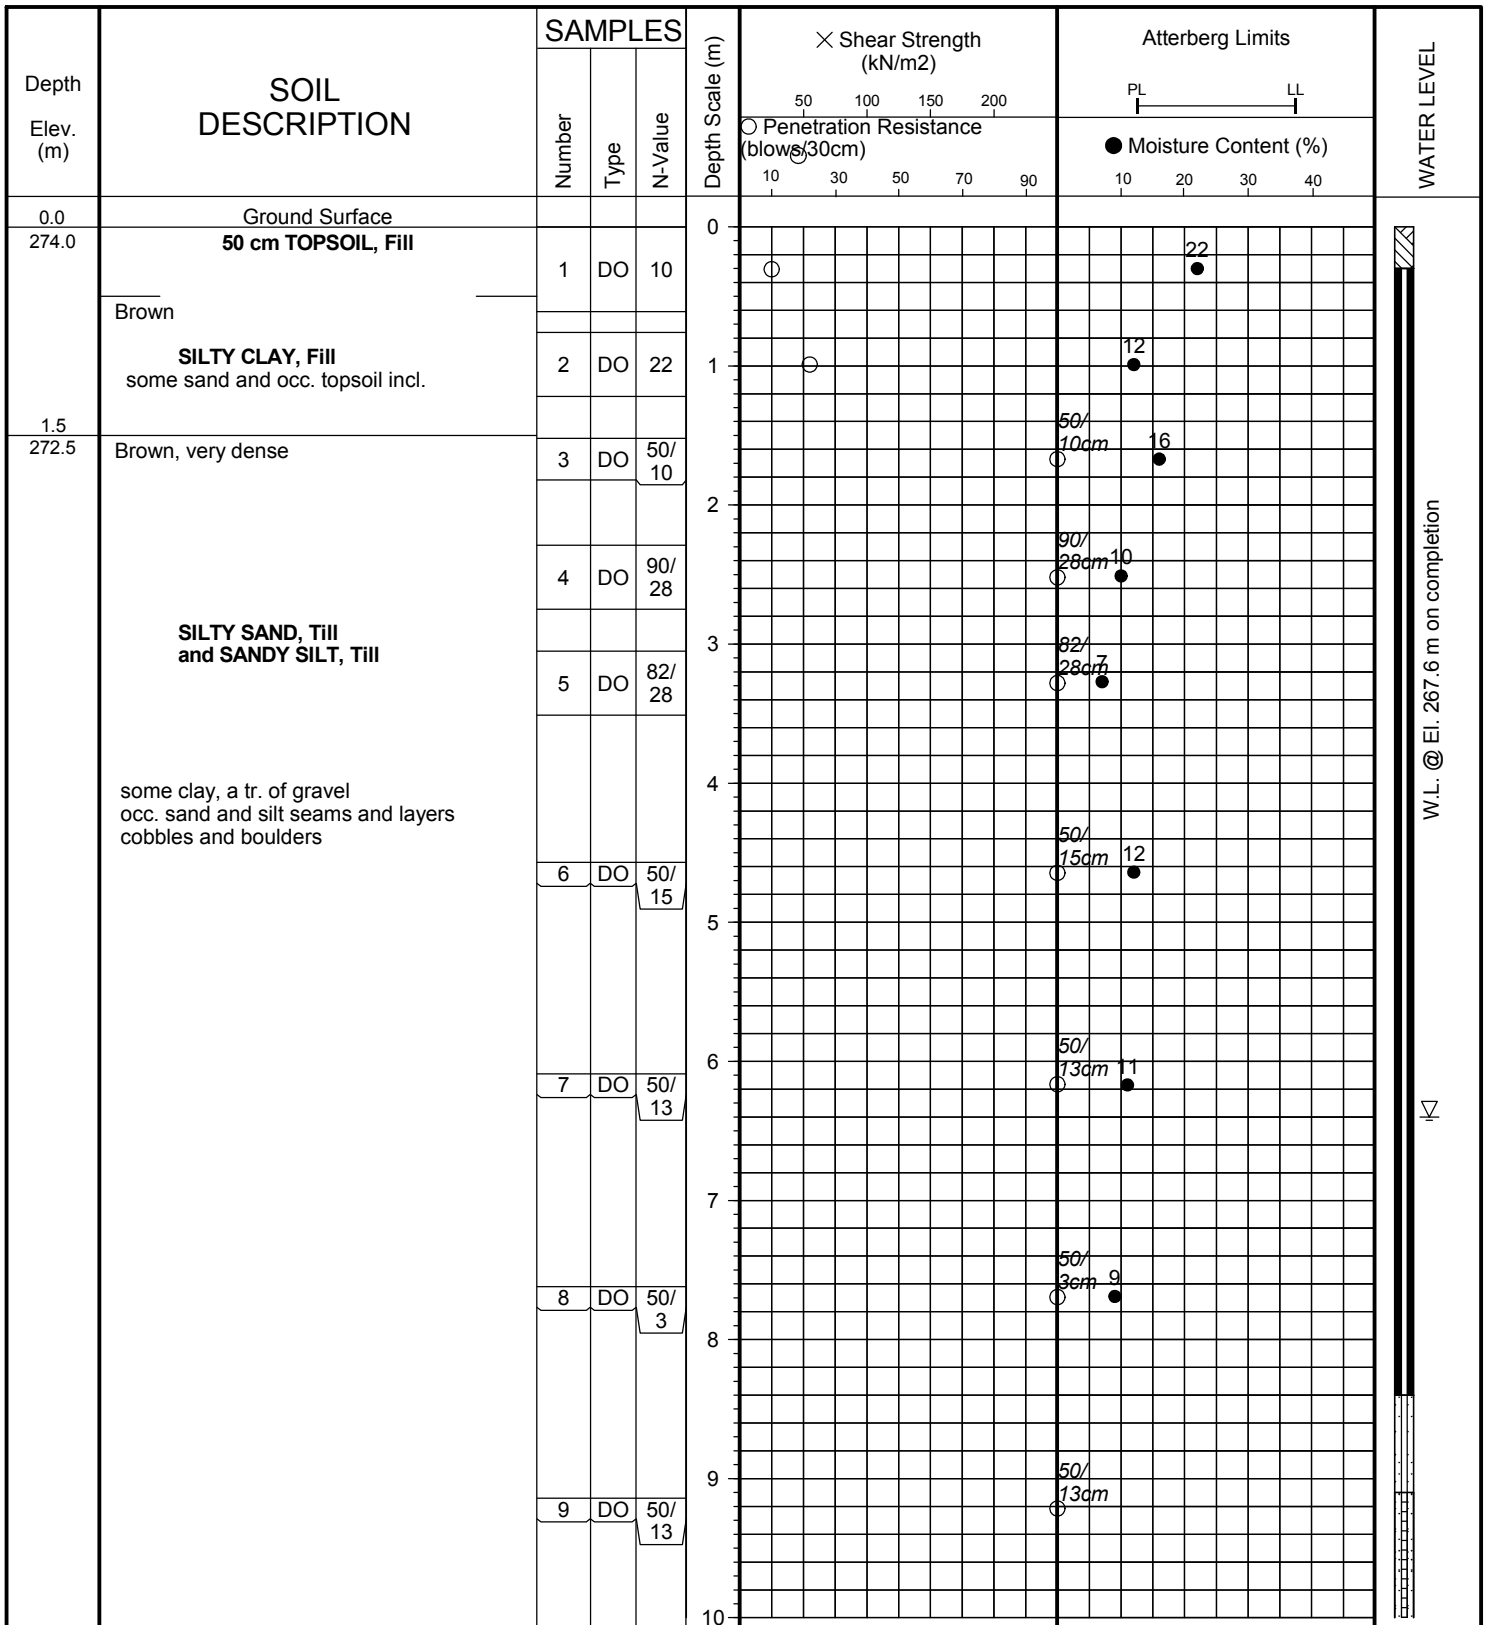 Depth
Elev.
(m)
SOIL
DESCRIPTION
SAMPLES
Number
Type
N-Value
Depth Scale (m)
× Shear Strength
(kN/m2)
50 100 150 200
Penetration Resistance
(blows/30cm)
10 30 50 70 90
Atterberg Limits
PL LL
● Moisture Content (%)
10 20 30 40
WATER LEVEL
0.0 Ground Surface
0
274.0 50 cm TOPSOIL, Fill
1 DO 10
22
Brown
SILTY CLAY, Fill
some sand and occ. topsoil incl.
2 DO 22
1
12
1.5
272.5 Brown, very dense
3 DO 50/
10
50/
10cm
16
2
4 DO 90/
28
90/
28cm
10
SILTY SAND, Till
and SANDY SILT, Till
3
5 DO 82/
28
82/
28cm
7
some clay, a tr. of gravel
occ. sand and silt seams and layers
cobbles and boulders
4
6 DO 50/
15
50/
15cm
12
5
6
7 DO 50/
13
50/
13cm
11
7
8 DO 50/
3
50/
3cm
9
8
9
9 DO 50/
13
50/
13cm
10
W.L. @ El. 267.6 m on completion